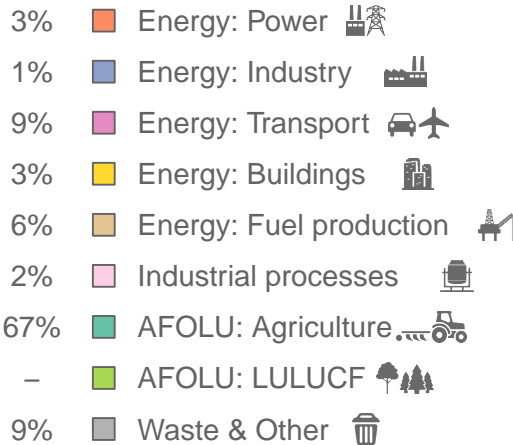 3% Energy: Power
1% Energy: Industry
9% Energy: Transport
3% Energy: Buildings
6% Energy: Fuel production
2% Industrial processes
67% AFOLU: Agriculture
– AFOLU: LULUCF
9% Waste & Other